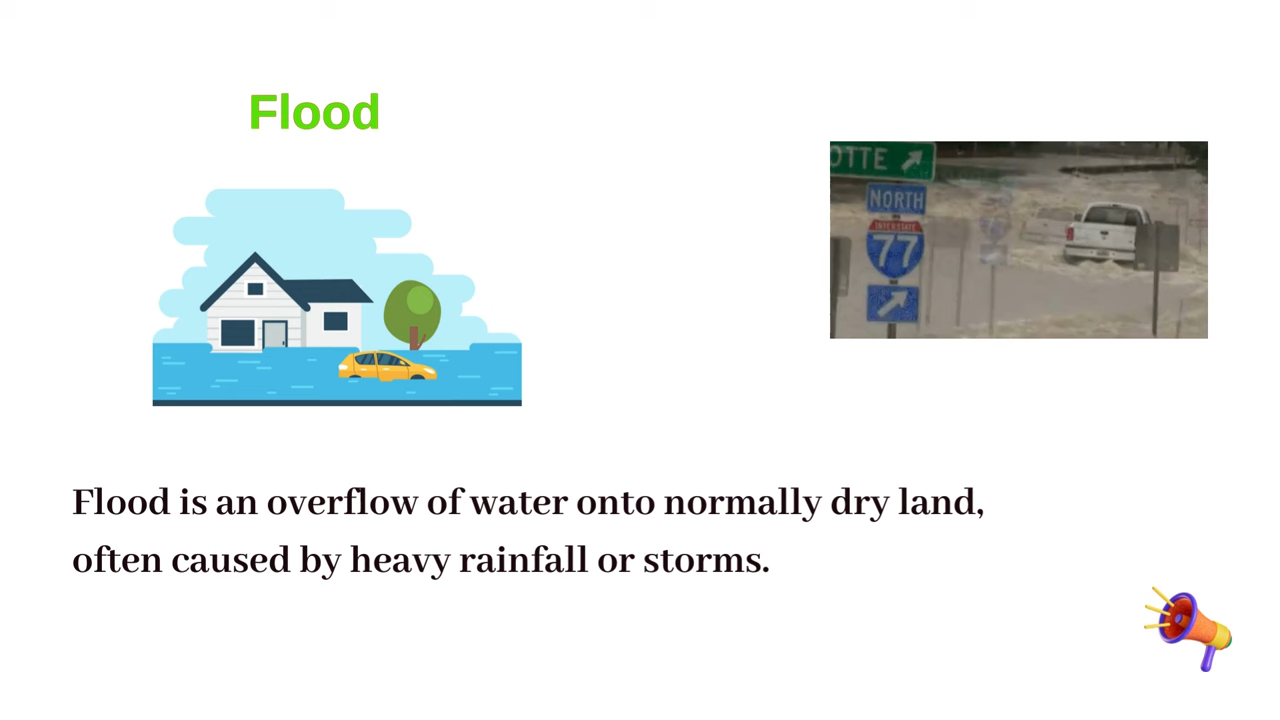 Flood
OTTE
NORTH
INTERSTATE
77
Flood is an overflow of water onto normally dry land,
often caused by heavy rainfall or storms.